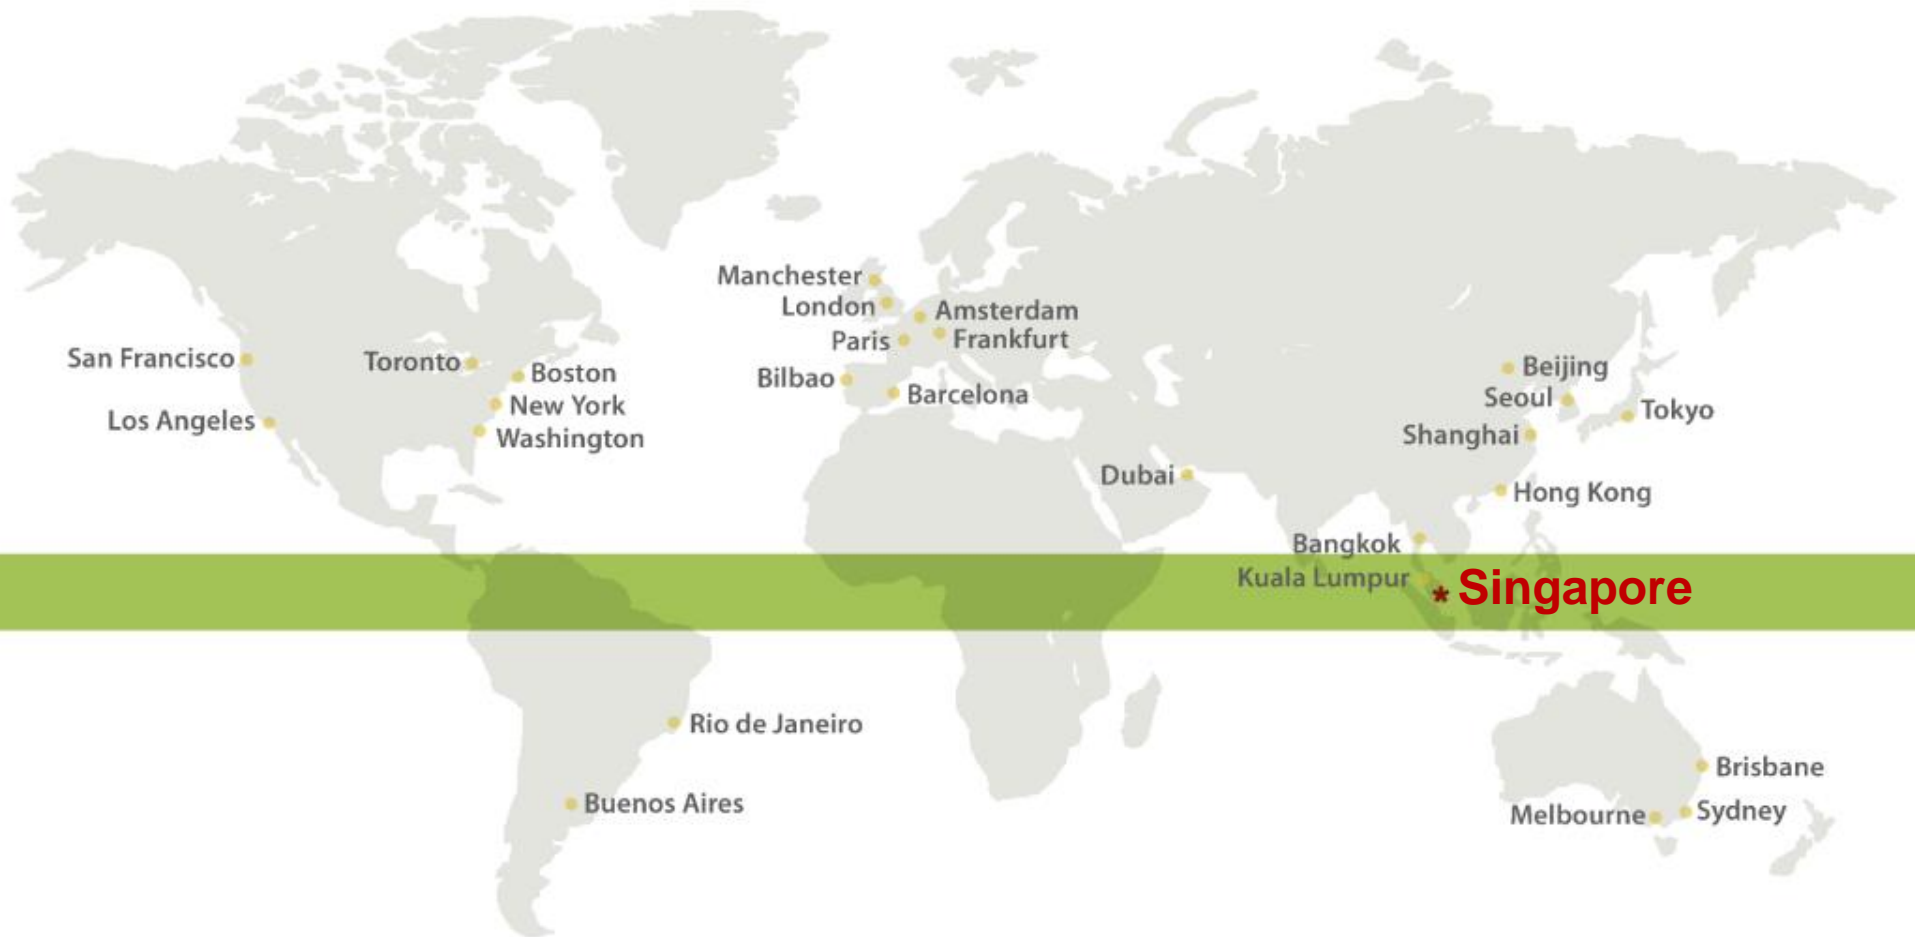 Manchester
London
Amsterdam
Paris
Frankfurt
San Francisco
Toronto
Boston
Beijing
Bilbao
Barcelona
Seoul
New York
Tokyo
Los Angeles
Washington
Shanghai
Dubai
Hong Kong
Bangkok
Kuala Lumpur
* Singapore
Rio de Janeiro
Brisbane
Buenos Aires
Melbourne
Sydney